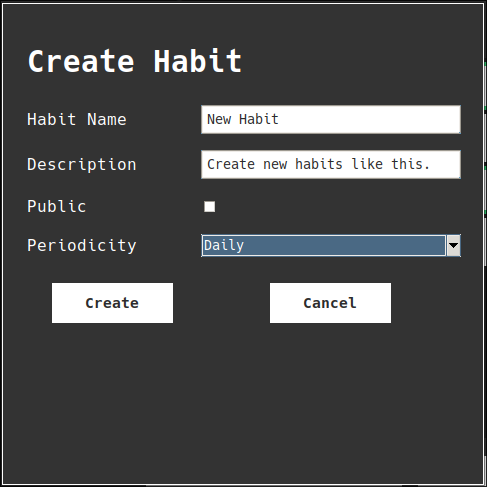 Create Habit
Habit Name New Habit
Description Create new habits like this.
Public
Periodicity Daily
Create Cancel